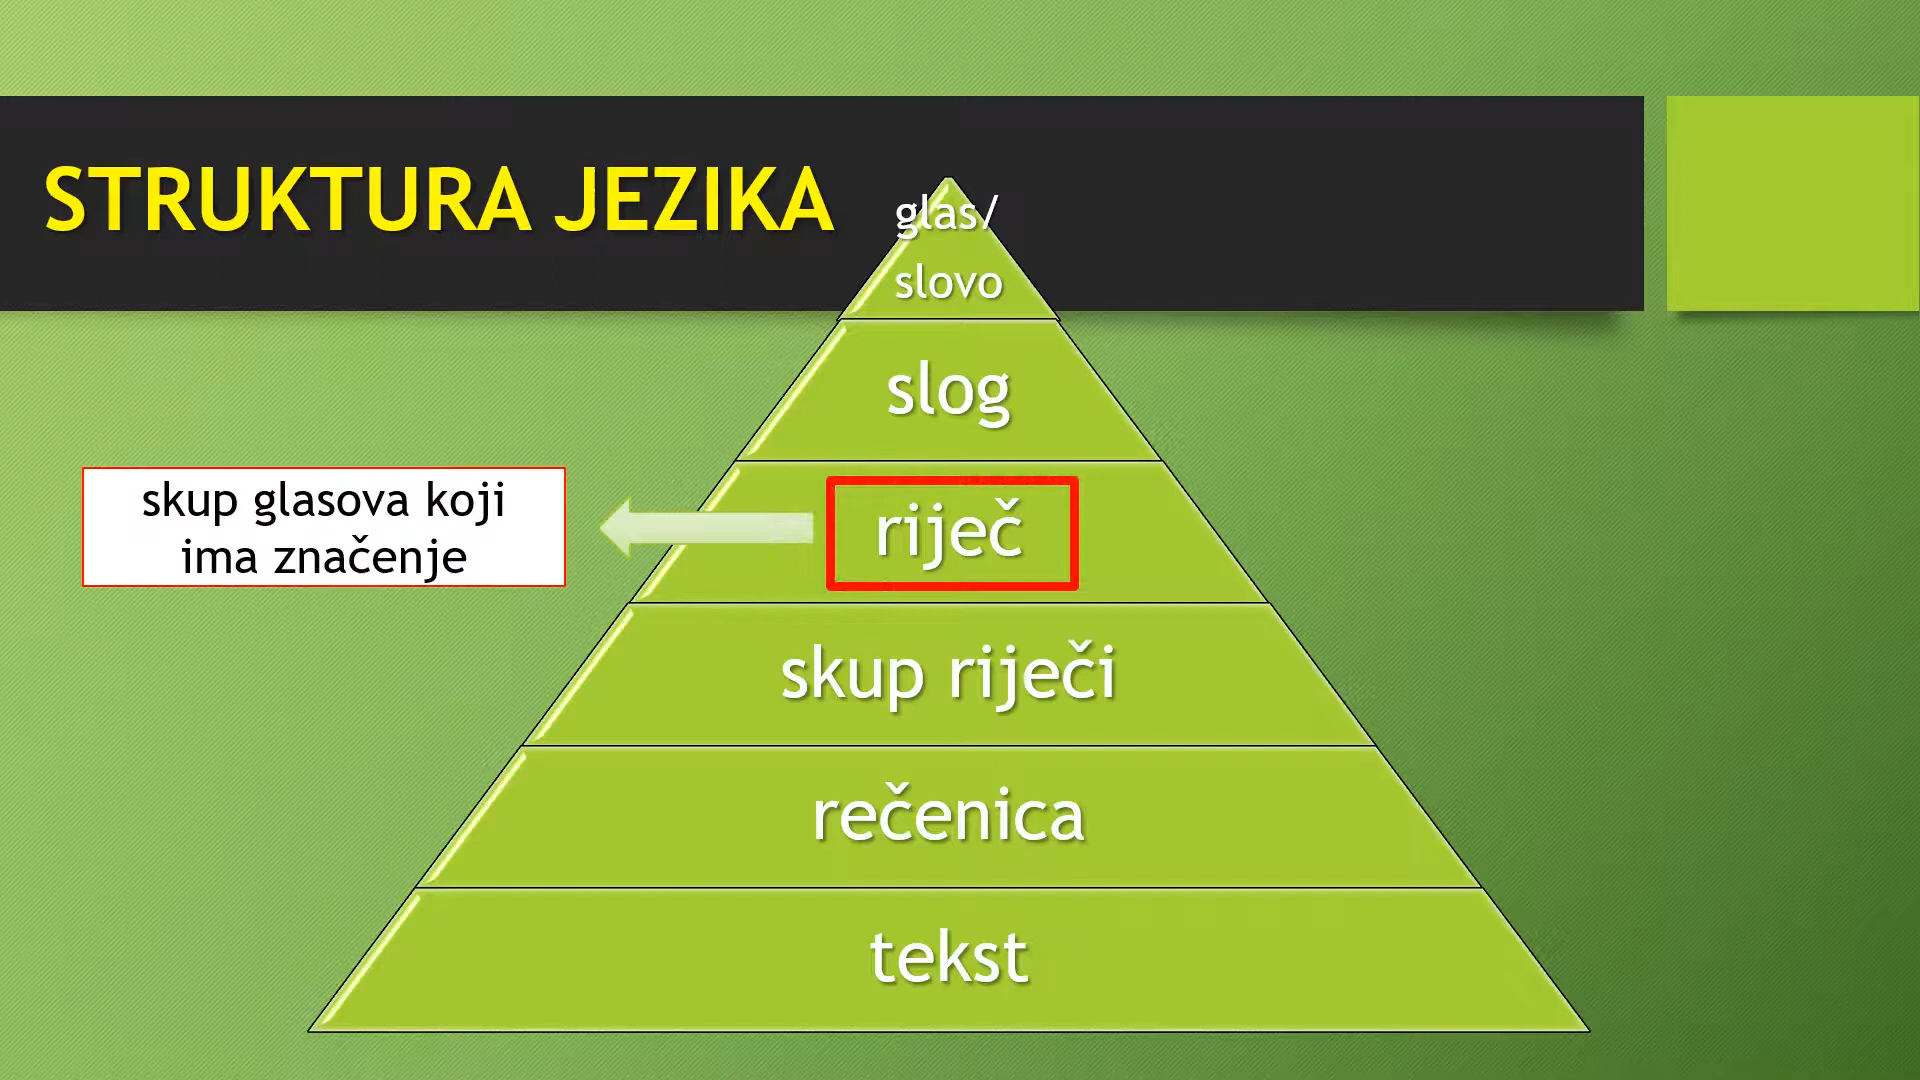 STRUKTURA JEZIKA
glas/
slovo
slog
skup glasova koji
ima značenje
riječ
skup riječi
rečenica
tekst